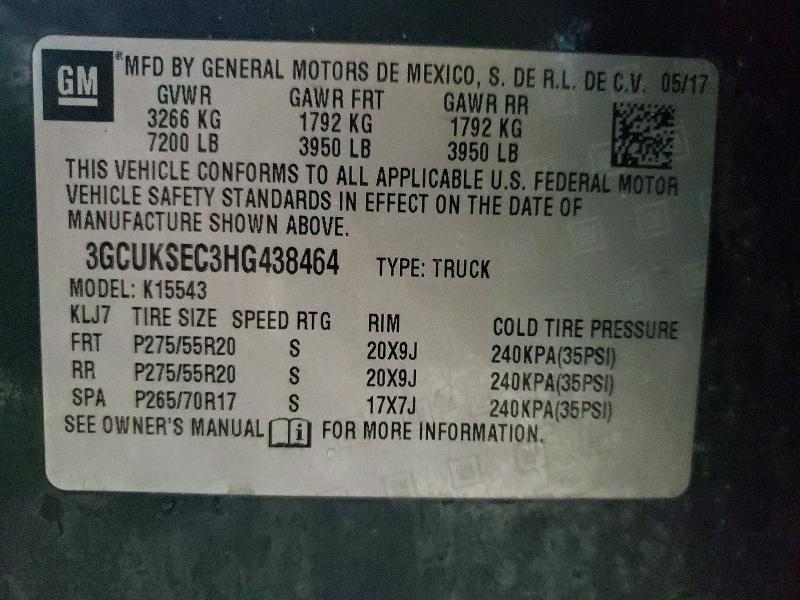 GM
*MFD BY GENERAL MOTORS DE MEXICO, S. DE R.L. DE C.V. 05/17
GVWR GAWR FRT GAWR RR
3266 KG 1792 KG 1792 KG
7200 LB 3950 LB 3950 LB
THIS VEHICLE CONFORMS TO ALL APPLICABLE U.S. FEDERAL MOTOR
VEHICLE SAFETY STANDARDS IN EFFECT ON THE DATE OF
MANUFACTURE SHOWN ABOVE.
3GCUKSEC3HG438464 TYPE: TRUCK
MODEL: K15543
KLJ7 TIRE SIZE SPEED RTG RIM COLD TIRE PRESSURE
FRT P275/55R20 S 20X9J 240KPA(35PSI)
RR P275/55R20 S 20X9J 240KPA(35PSI)
SPA P265/70R17 S 17X7J 240KPA(35PSI)
SEE OWNER'S MANUAL i FOR MORE INFORMATION.